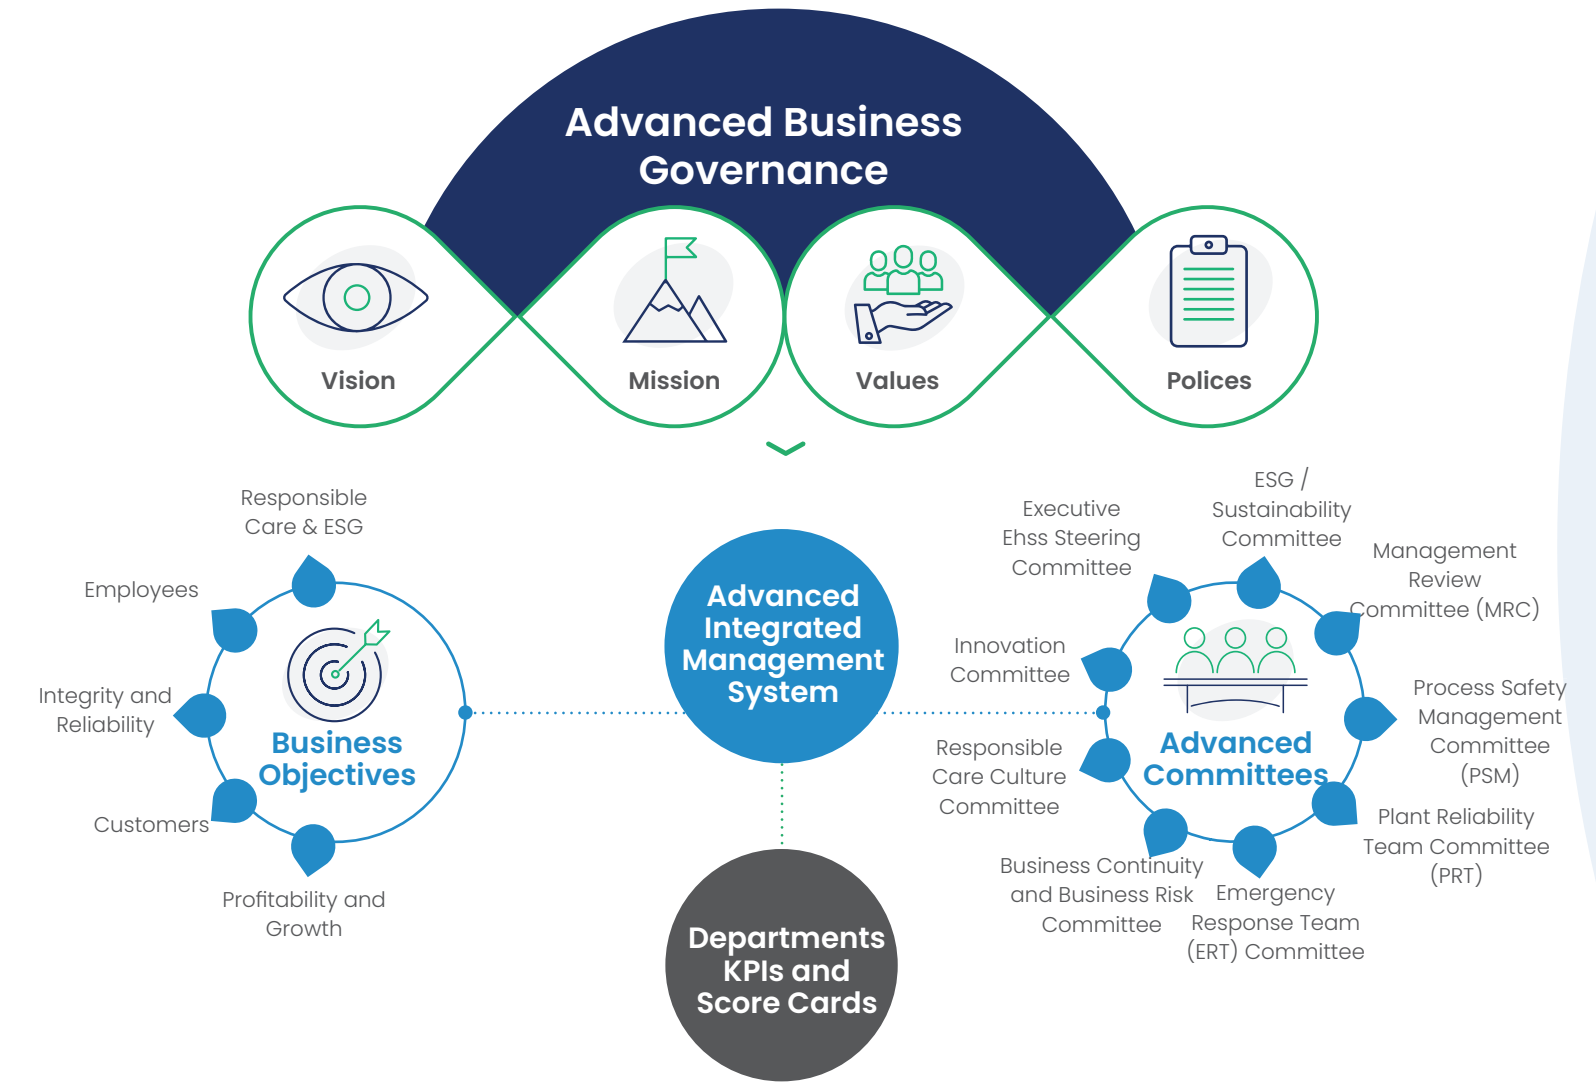 Advanced Business
Governance
Vision
Mission
Values
Polices
Responsible
Care & ESG
Employees
Integrity and
Reliability
Customers
Profitability and
Growth
Business
Objectives
Advanced
Integrated
Management
System
Departments
KPIs and
Score Cards
Advanced
Committees
Executive
Ehss Steering
Committee
ESG /
Sustainability
Committee
Management
Review
Committee (MRC)
Process Safety
Management
Committee
(PSM)
Plant Reliability
Team Committee
(PRT)
Emergency
Response Team
(ERT) Committee
Business Continuity
and Business Risk
Committee
Responsible
Care Culture
Committee
Innovation
Committee